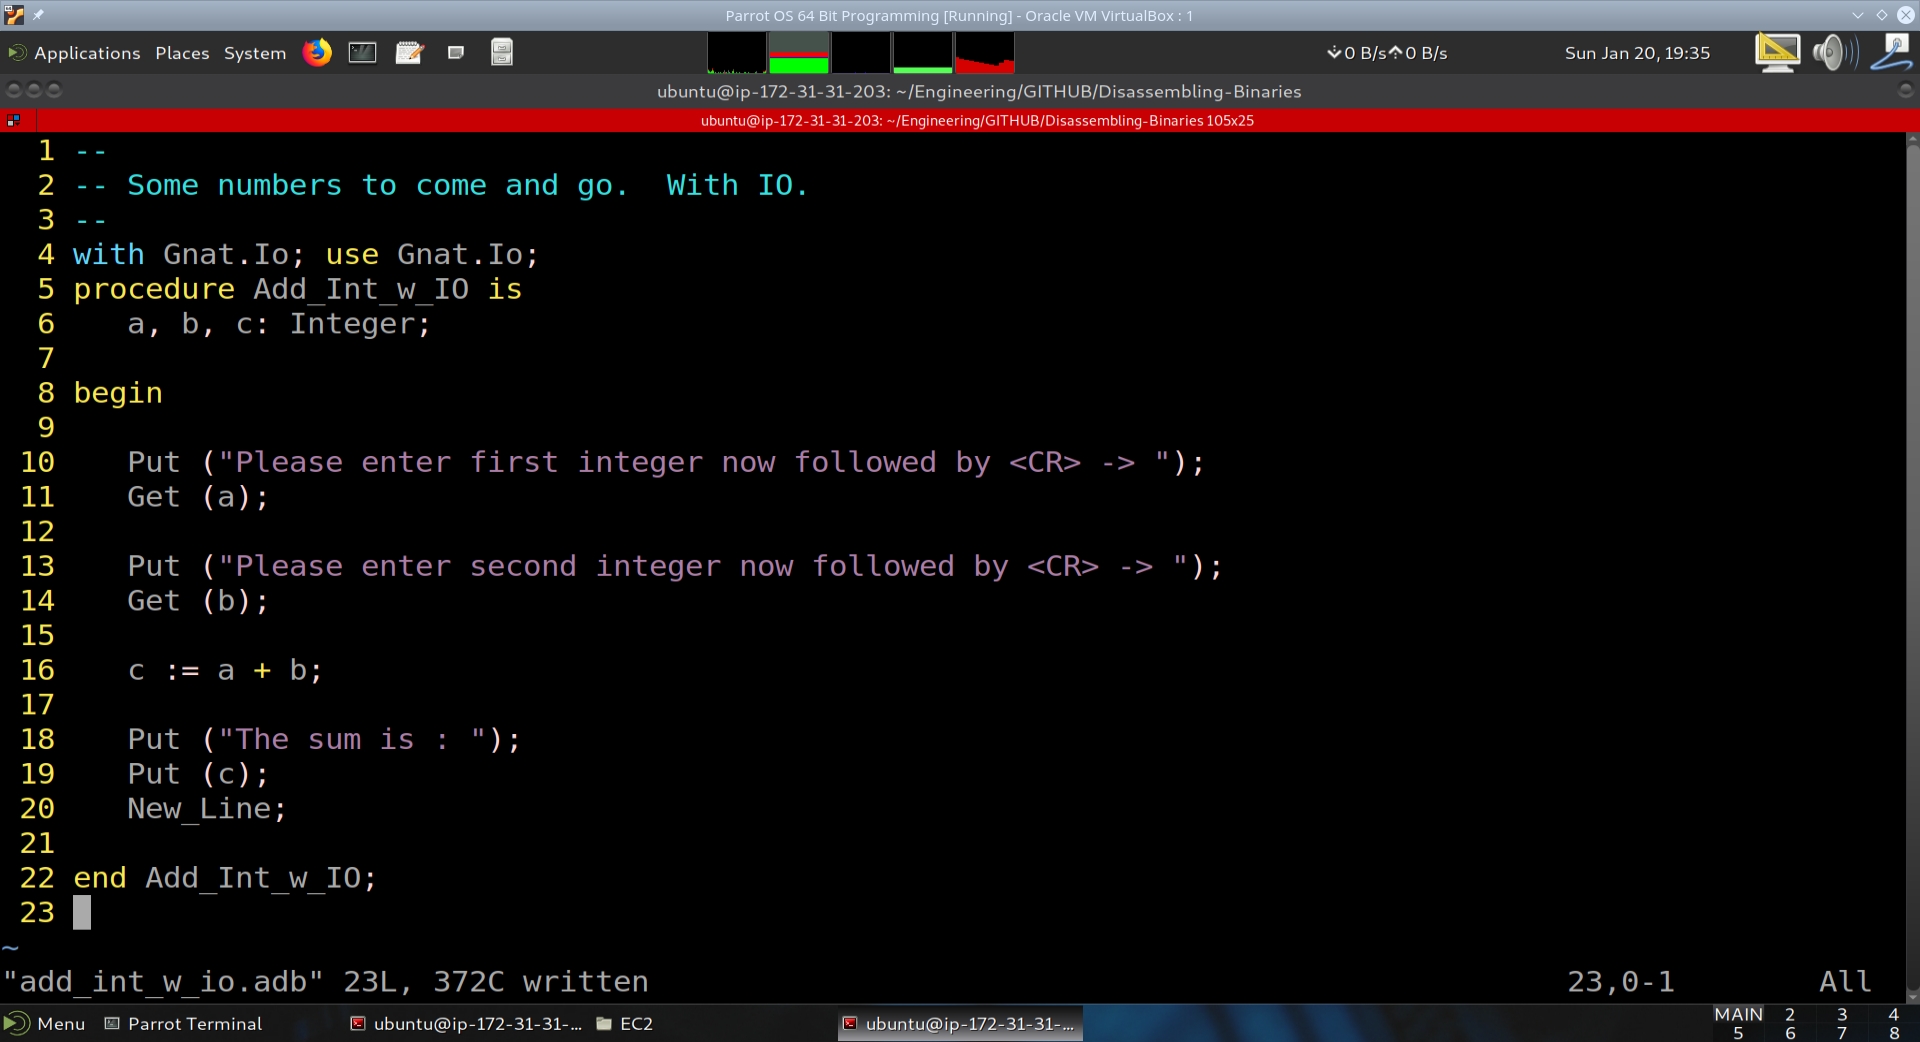 Parrot OS 64 Bit Programming [Running] - Oracle VM VirtualBox : 1
Applications Places System 0 B/s 0 B/s Sun Jan 20, 19:35
ubuntu@ip-172-31-31-203: ~/Engineering/GITHUB/Disassembling-Binaries
ubuntu@ip-172-31-31-203: ~/Engineering/GITHUB/Disassembling-Binaries 105x25
1 --
2 -- Some numbers to come and go.  With IO.
3 --
4 with Gnat.Io; use Gnat.Io;
5 procedure Add_Int_w_IO is
6    a, b, c: Integer;
7
8 begin
9
10    Put ("Please enter first integer now followed by <CR> -> ");
11    Get (a);
12
13    Put ("Please enter second integer now followed by <CR> -> ");
14    Get (b);
15
16    c := a + b;
17
18    Put ("The sum is : ");
19    Put (c);
20    New_Line;
21
22 end Add_Int_w_IO;
23
~
"add_int_w_io.adb" 23L, 372C written 23,0-1 All
Menu Parrot Terminal ubuntu@ip-172-31-31-... EC2 ubuntu@ip-172-31-31-... MAIN 2 3 4
5 6 7 8